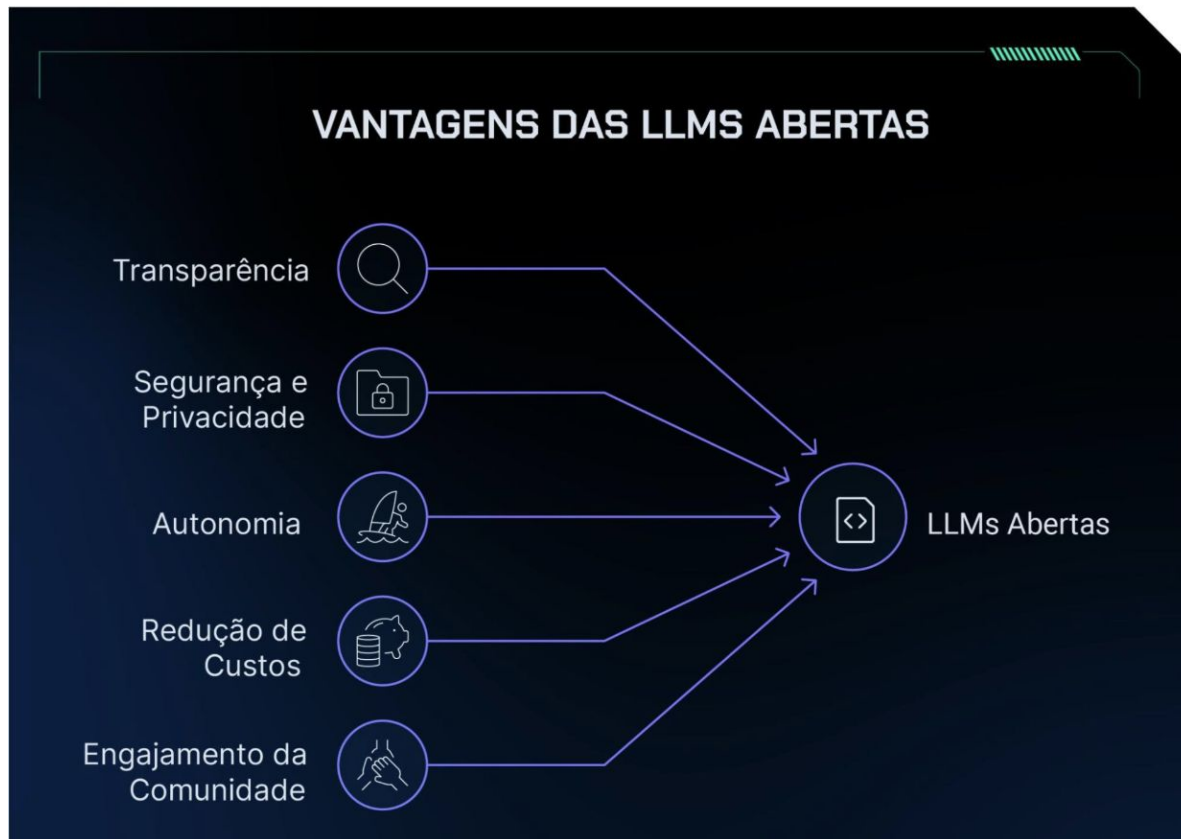 VANTAGENS DAS LLMS ABERTAS
Transparência
Segurança e
Privacidade
Autonomia
Redução de
Custos
Engajamento da
Comunidade
LLMs Abertas